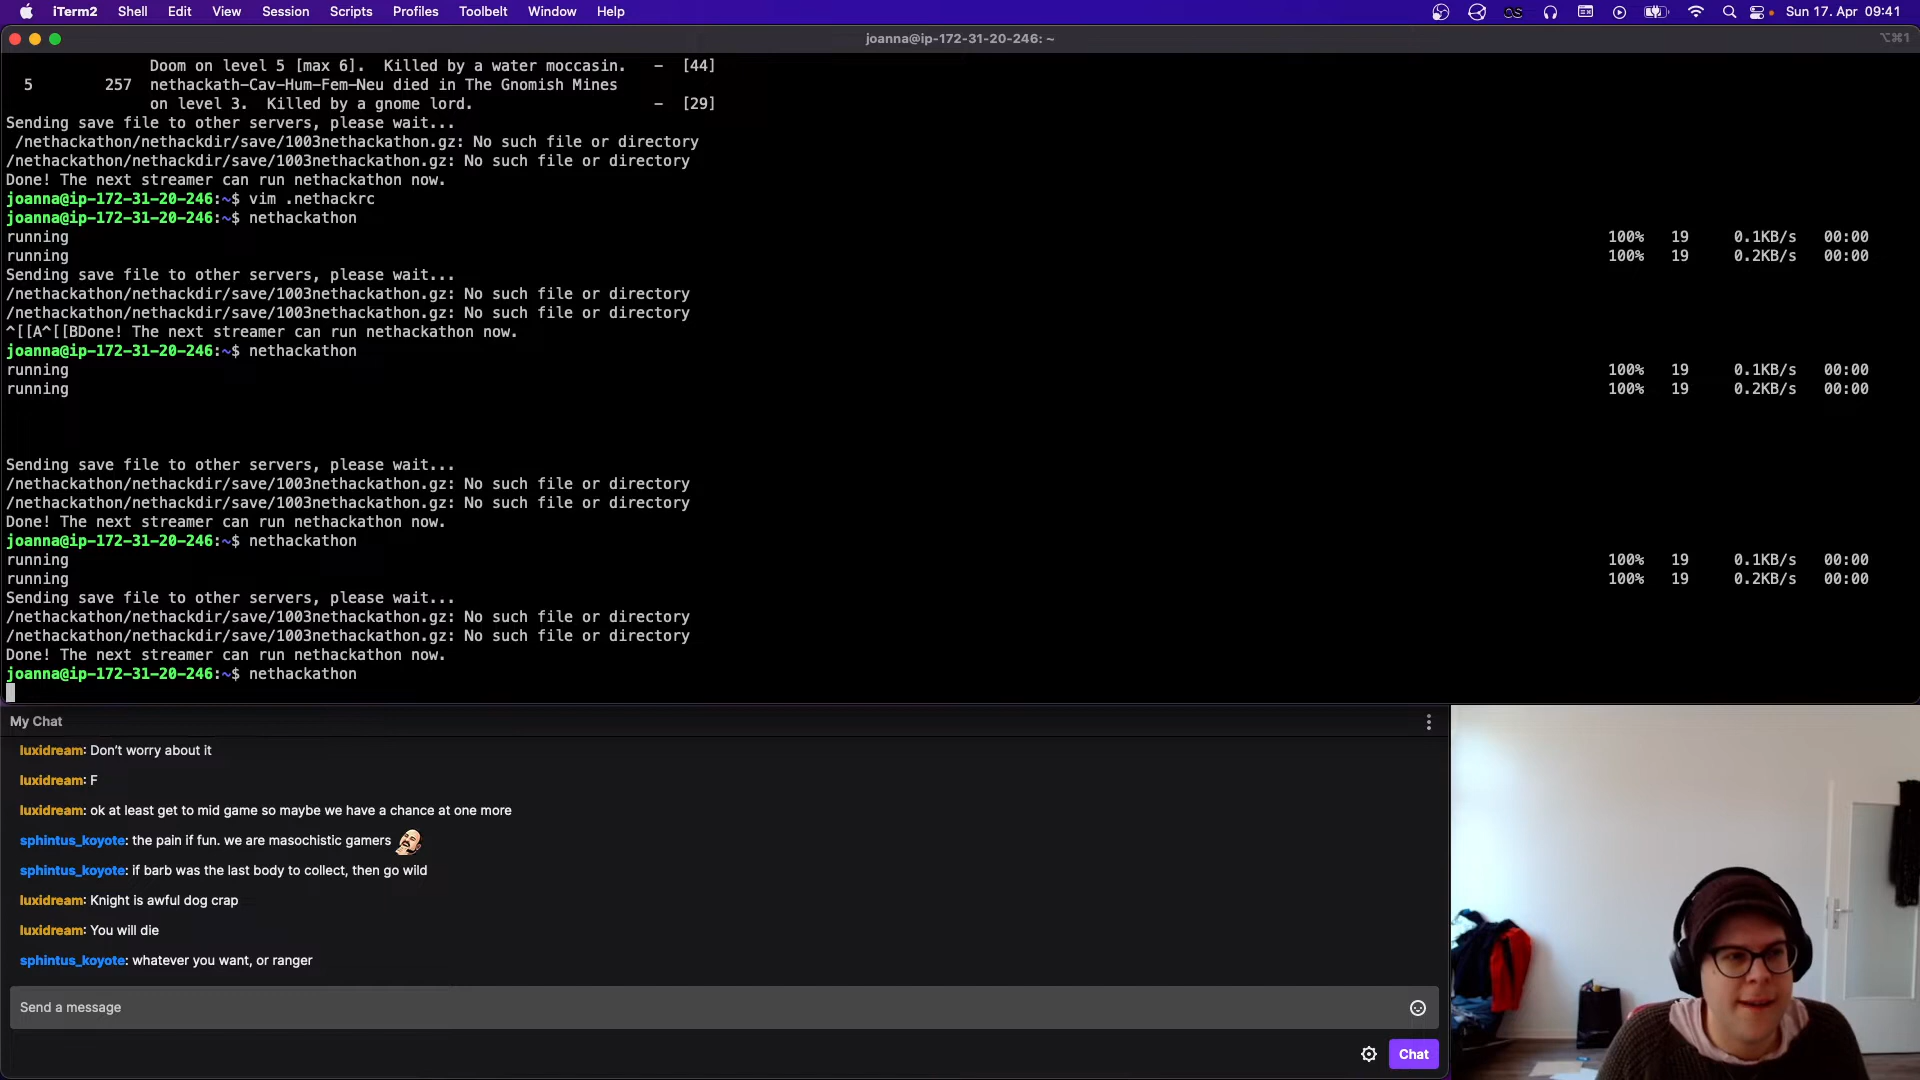 iTerm2 Shell Edit View Session Scripts Profiles Toolbelt Window Help Sun 17. Apr 09:41
joanna@ip-172-31-20-246: ~ ⌥⌘1
Doom on level 5 [max 6]. Killed by a water moccasin. – [44]
5 257 nethackath-Cav-Hum-Fem-Neu died in The Gnomish Mines
on level 3. Killed by a gnome lord. – [29]
Sending save file to other servers, please wait...
/nethackathon/nethackdir/save/1003nethackathon.gz: No such file or directory
/nethackathon/nethackdir/save/1003nethackathon.gz: No such file or directory
Done! The next streamer can run nethackathon now.
joanna@ip-172-31-20-246:~$ vim .nethackrc
joanna@ip-172-31-20-246:~$ nethackathon
running 100% 19 0.1KB/s 00:00
running 100% 19 0.2KB/s 00:00
Sending save file to other servers, please wait...
/nethackathon/nethackdir/save/1003nethackathon.gz: No such file or directory
/nethackathon/nethackdir/save/1003nethackathon.gz: No such file or directory
^[[A^[[BDone! The next streamer can run nethackathon now.
joanna@ip-172-31-20-246:~$ nethackathon
running 100% 19 0.1KB/s 00:00
running 100% 19 0.2KB/s 00:00
Sending save file to other servers, please wait...
/nethackathon/nethackdir/save/1003nethackathon.gz: No such file or directory
/nethackathon/nethackdir/save/1003nethackathon.gz: No such file or directory
Done! The next streamer can run nethackathon now.
joanna@ip-172-31-20-246:~$ nethackathon
running 100% 19 0.1KB/s 00:00
running 100% 19 0.2KB/s 00:00
Sending save file to other servers, please wait...
/nethackathon/nethackdir/save/1003nethackathon.gz: No such file or directory
/nethackathon/nethackdir/save/1003nethackathon.gz: No such file or directory
Done! The next streamer can run nethackathon now.
joanna@ip-172-31-20-246:~$ nethackathon
My Chat
luxidream: Don't worry about it
luxidream: F
luxidream: ok at least get to mid game so maybe we have a chance at one more
sphintus_koyote: the pain if fun. we are masochistic gamers
sphintus_koyote: if barb was the last body to collect, then go wild
luxidream: Knight is awful dog crap
luxidream: You will die
sphintus_koyote: whatever you want, or ranger
Send a message
Chat